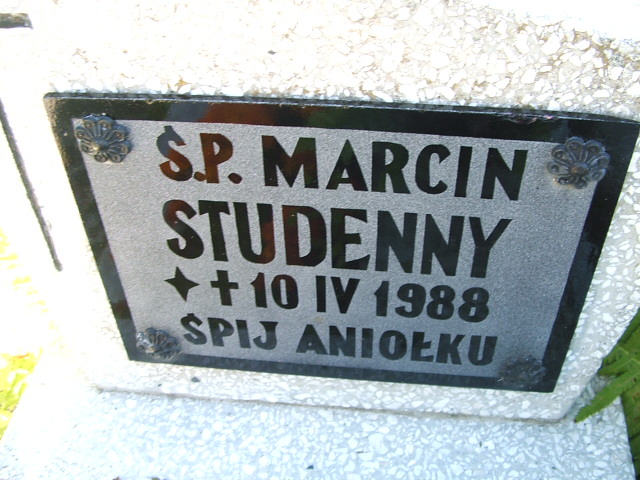 Ś.P. MARCIN
STUDENNY
✦ ✝ 10 IV 1988
ŚPIJ ANIOŁKU